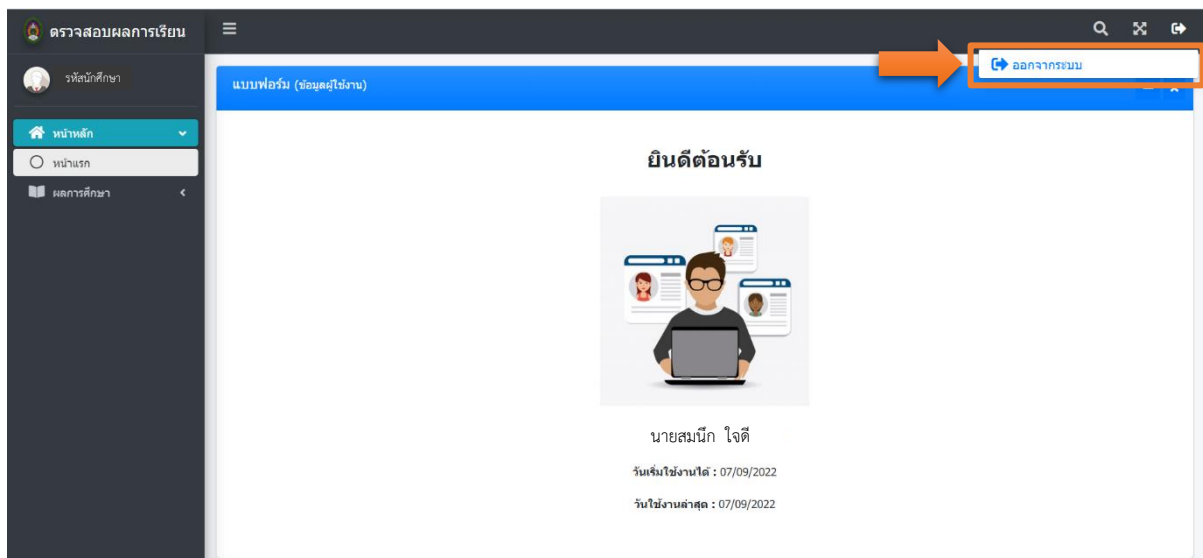 ตรวจสอบผลการเรียน
ออกจากระบบ
รหัสนักศึกษา
แบบฟอร์ม (ข้อมูลผู้ใช้งาน)
หน้าหลัก
หน้าแรก
ผลการศึกษา
ยินดีต้อนรับ
นายสมนึก ใจดี
วันเริ่มใช้งานได้ : 07/09/2022
วันใช้งานล่าสุด : 07/09/2022